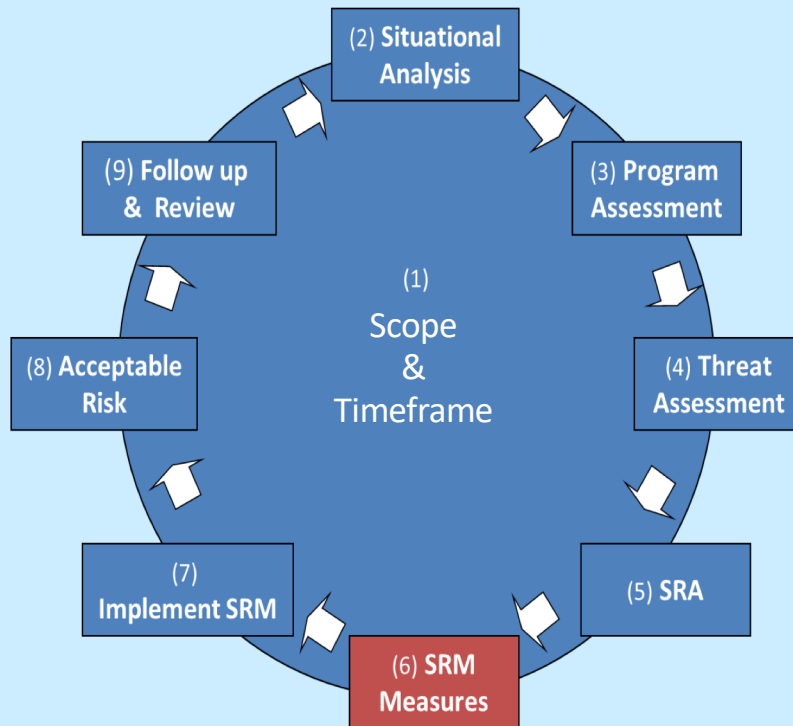 (2) Situational
Analysis
(9) Follow up
& Review
(3) Program
Assessment
(1)
Scope
&
Timeframe
(8) Acceptable
Risk
(4) Threat
Assessment
(7)
Implement SRM
(5) SRA
(6) SRM
Measures